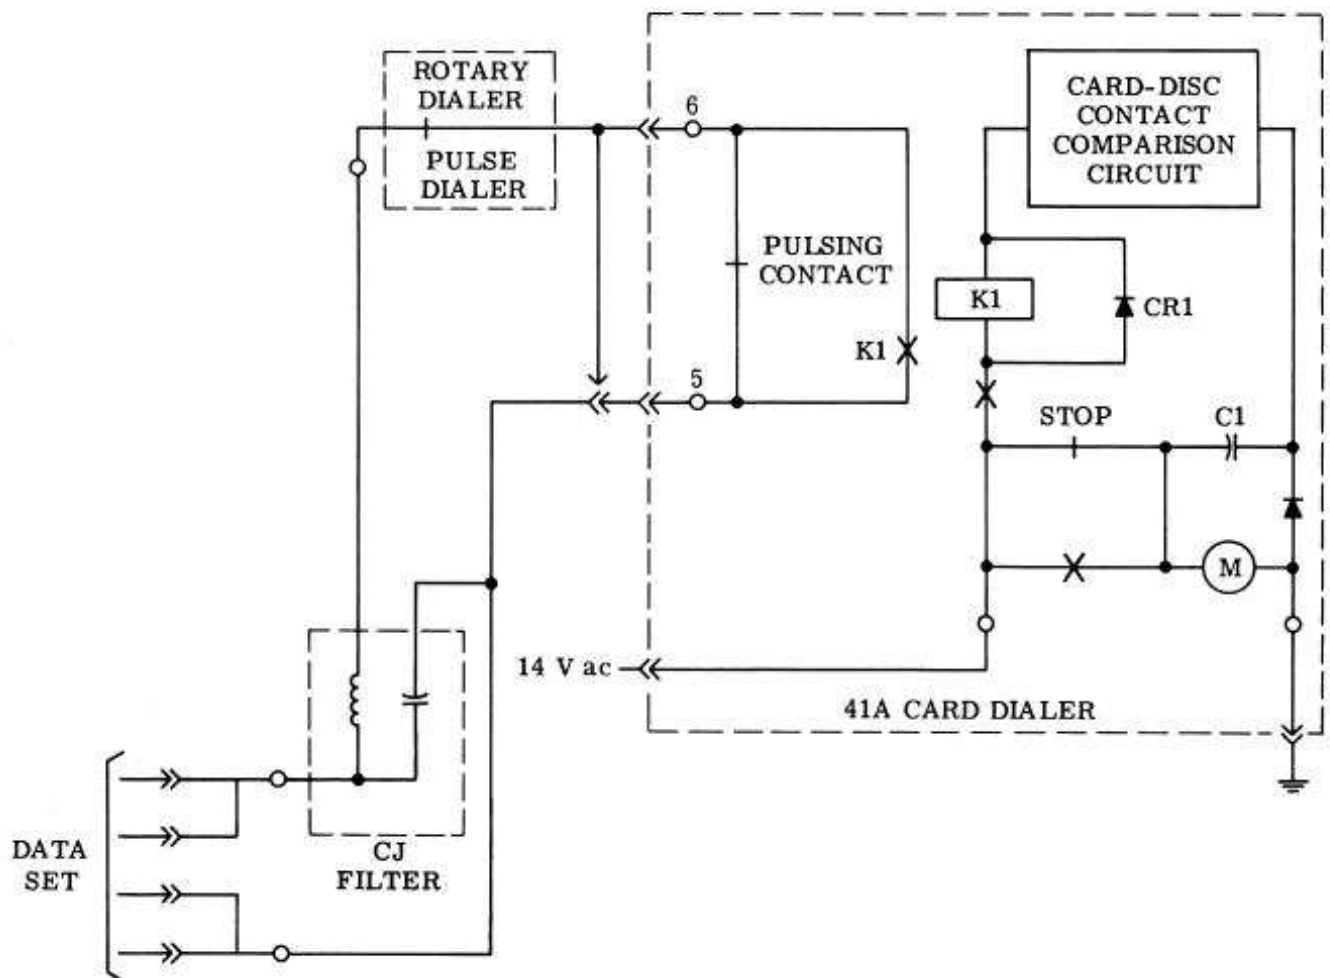 ROTARY
DIALER
PULSE
DIALER
6
PULSING
CONTACT
5
K1
CARD-DISC
CONTACT
COMPARISON
CIRCUIT
K1
CR1
STOP
C1
M
14 V ac
41A CARD DIALER
DATA
SET
CJ
FILTER